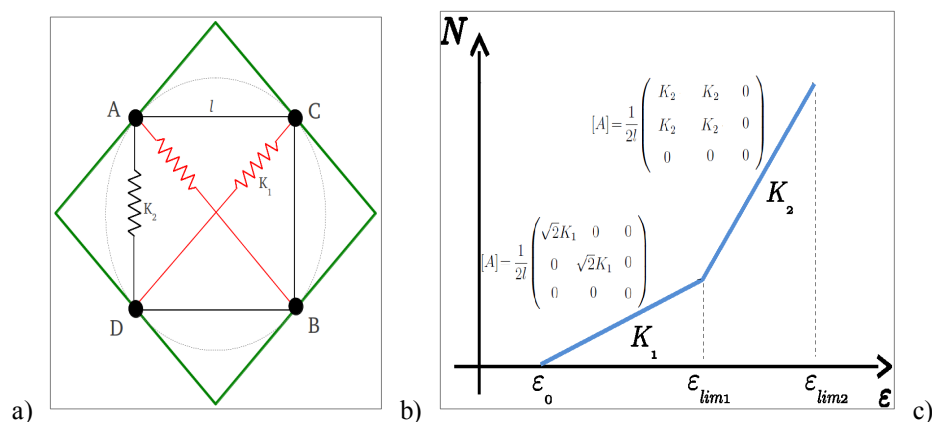 a)
A
l
C
K₁
K₂
D
B
b)
N
[A]=1/2l(K₂ K₂ 0
K₂ K₂ 0
0 0 0)
K₂
[A]–1/2l(√2K₁ 0 0
0 √2K₁ 0
0 0 0)
K₁
ε₀
εlim1
εlim2
ε
c)